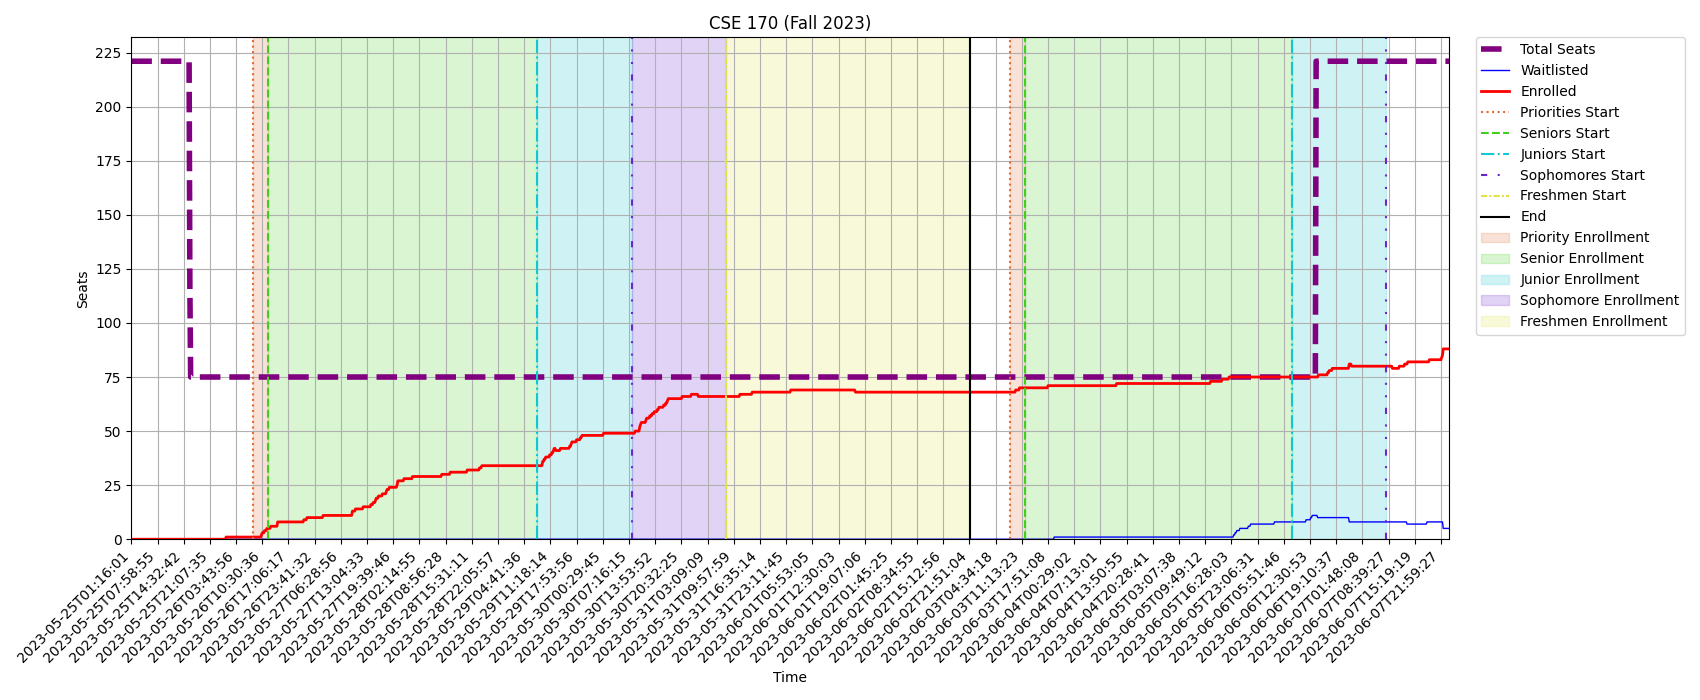 CSE 170 (Fall 2023)
225
200
175
150
125
100
75
50
25
0
Seats
2023-05-25T01:16:01
2023-05-25T07:58:55
2023-05-25T14:32:42
2023-05-25T21:07:35
2023-05-26T03:43:56
2023-05-26T10:30:36
2023-05-26T17:06:17
2023-05-26T23:41:32
2023-05-27T06:28:56
2023-05-27T13:04:33
2023-05-27T19:39:46
2023-05-28T02:14:55
2023-05-28T08:56:28
2023-05-28T15:31:11
2023-05-28T22:05:57
2023-05-29T04:41:36
2023-05-29T11:18:14
2023-05-29T17:53:56
2023-05-30T00:29:45
2023-05-30T07:16:15
2023-05-30T13:53:52
2023-05-30T20:32:25
2023-05-31T03:09:09
2023-05-31T09:57:59
2023-05-31T16:35:14
2023-05-31T23:11:45
2023-06-01T05:53:05
2023-06-01T12:30:03
2023-06-01T19:07:06
2023-06-02T01:45:25
2023-06-02T08:34:55
2023-06-02T15:12:56
2023-06-02T21:51:04
2023-06-03T04:34:18
2023-06-03T11:13:23
2023-06-03T17:51:08
2023-06-04T00:29:02
2023-06-04T07:13:01
2023-06-04T13:50:55
2023-06-04T20:28:41
2023-06-05T03:07:38
2023-06-05T09:49:12
2023-06-05T16:28:03
2023-06-05T23:06:31
2023-06-06T05:51:46
2023-06-06T12:30:53
2023-06-06T19:10:37
2023-06-07T01:48:08
2023-06-07T08:39:27
2023-06-07T15:19:19
2023-06-07T21:59:27
Time
Total Seats
Waitlisted
Enrolled
Priorities Start
Seniors Start
Juniors Start
Sophomores Start
Freshmen Start
End
Priority Enrollment
Senior Enrollment
Junior Enrollment
Sophomore Enrollment
Freshmen Enrollment